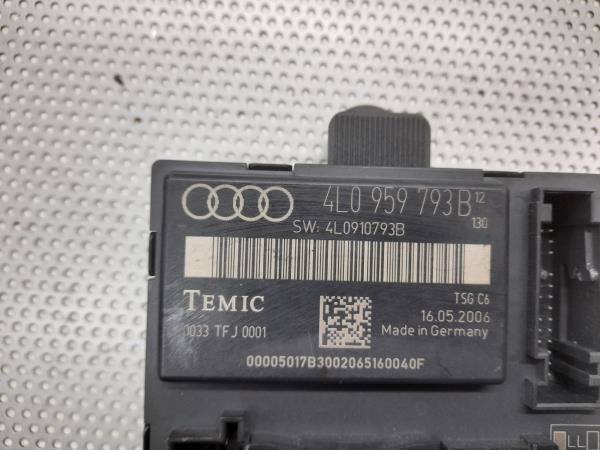 4L0 959 793B 12
130
SW: 4L0910793B
TEMIC
TSG C6
0033 TFJ 0001
16.05.2006
Made in Germany
00005017B3002065160040F
LL